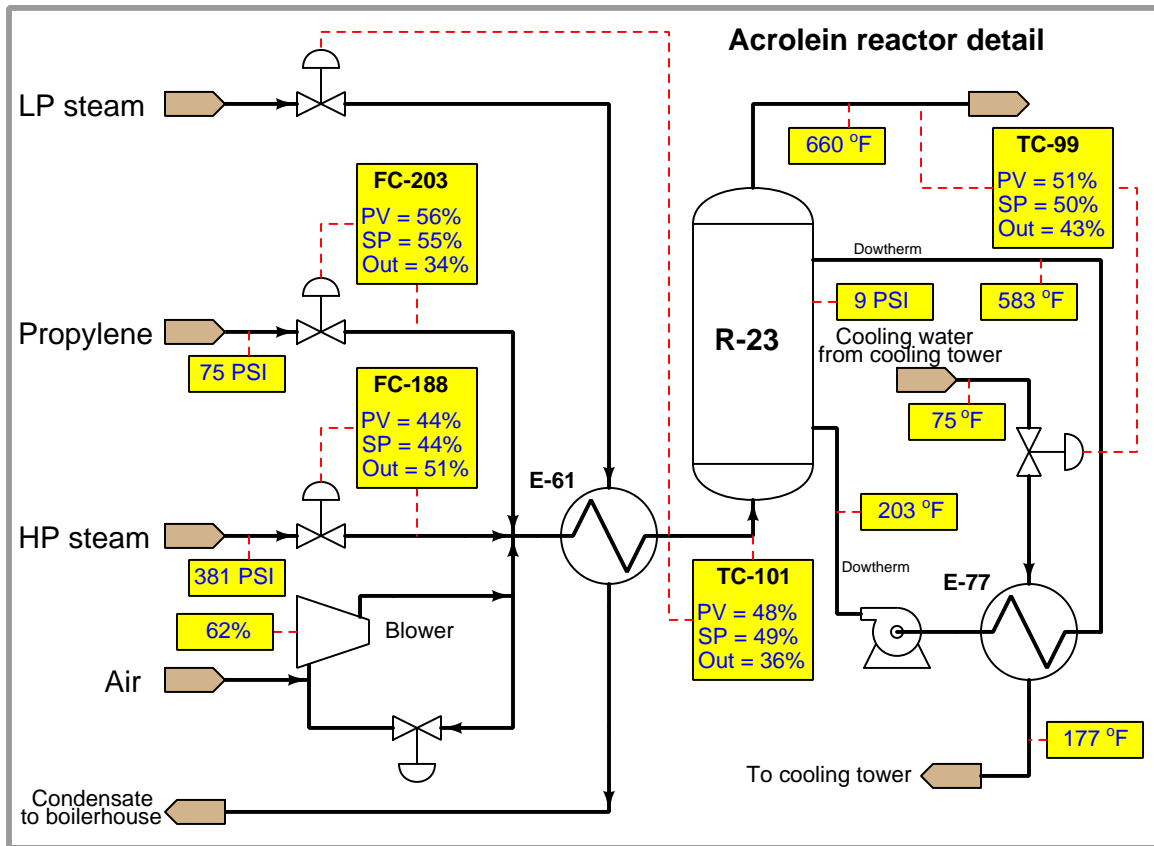 Acrolein reactor detail
LP steam
660 °F
TC-99
PV = 51%
SP = 50%
Out = 43%
FC-203
PV = 56%
SP = 55%
Out = 34%
Dowtherm
9 PSI
583 °F
Propylene
75 PSI
R-23
Cooling water
from cooling tower
75 °F
FC-188
PV = 44%
SP = 44%
Out = 51%
E-61
HP steam
381 PSI
203 °F
TC-101
PV = 48%
SP = 49%
Out = 36%
Dowtherm
E-77
62%
Blower
Air
177 °F
To cooling tower
Condensate
to boilerhouse